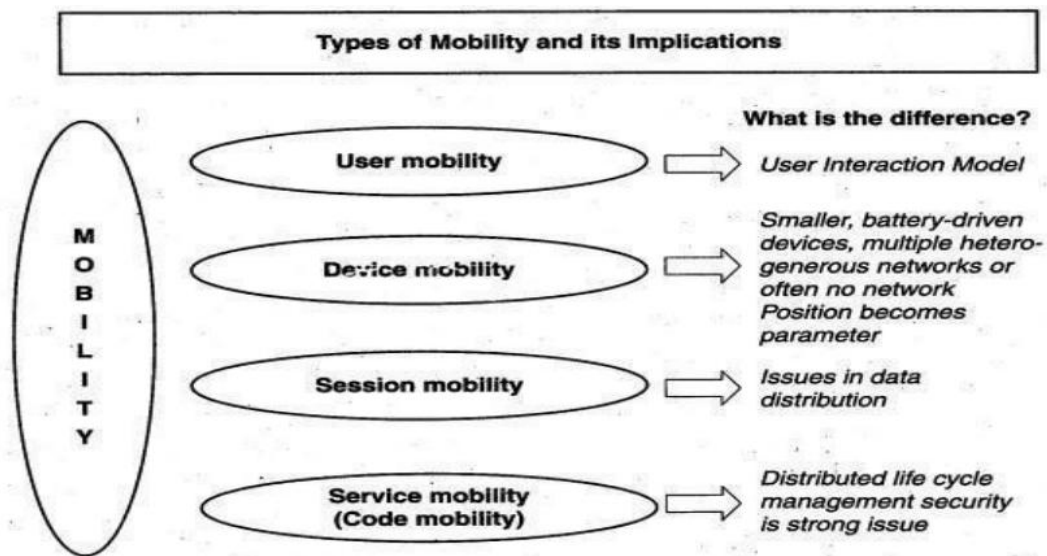 Types of Mobility and its Implications
What is the difference?
MOBILITY
User mobility
User Interaction Model
Device mobility
Smaller, battery-driven
devices, multiple hetero-
generous networks or
often no network
Position becomes
parameter
Session mobility
Issues in data
distribution
Service mobility
(Code mobility)
Distributed life cycle
management security
is strong issue